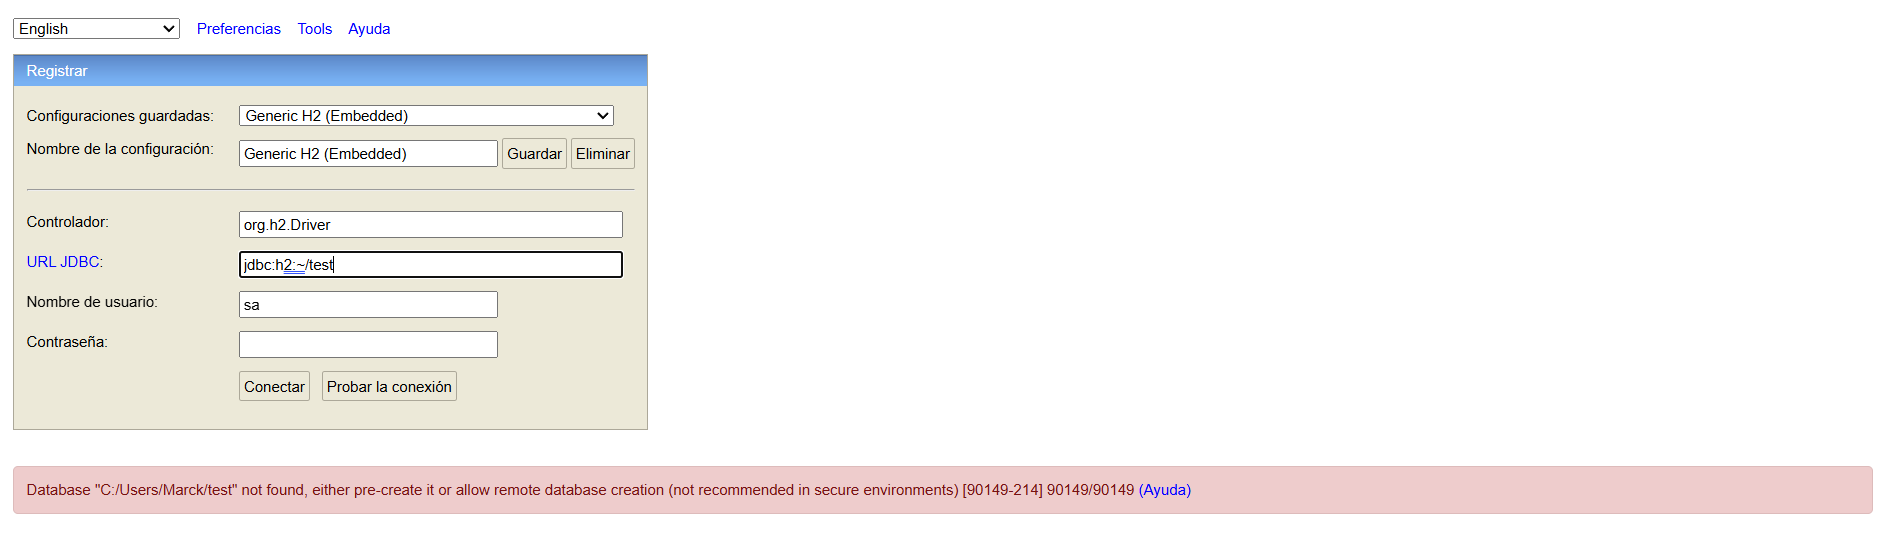 English Preferencias Tools Ayuda
Registrar
Configuraciones guardadas: Generic H2 (Embedded)
Nombre de la configuración: Generic H2 (Embedded) Guardar Eliminar
Controlador: org.h2.Driver
URL JDBC: jdbc:h2:~/test
Nombre de usuario: sa
Contraseña:
Conectar Probar la conexión
Database "C:/Users/Marck/test" not found, either pre-create it or allow remote database creation (not recommended in secure environments) [90149-214] 90149/90149 (Ayuda)